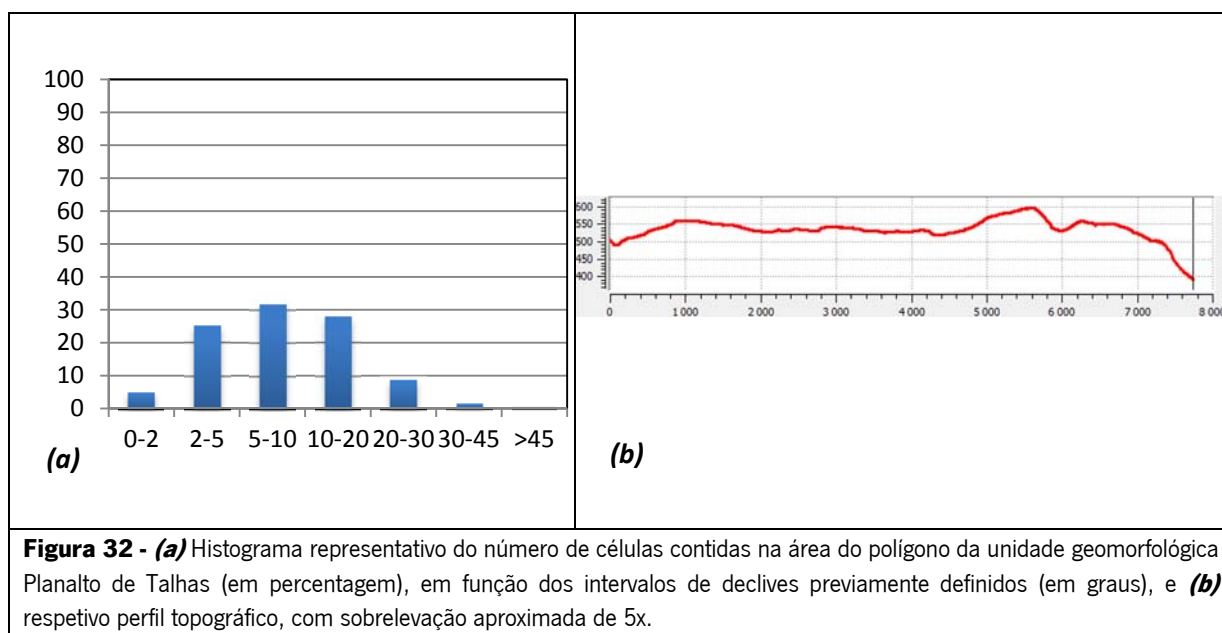 100
90
80
70
60
50
40
30
20
10
0
0-2 2-5 5-10 10-20 20-30 30-45 >45
(a)
600
550
500
450
400
0 1 000 2 000 3 000 4 000 5 000 6 000 7 000 8 000
(b)
Figura 32 - (a) Histograma representativo do número de células contidas na área do polígono da unidade geomorfológica
Planalto de Talhas (em percentagem), em função dos intervalos de declives previamente definidos (em graus), e (b)
respetivo perfil topográfico, com sobrelevação aproximada de 5x.